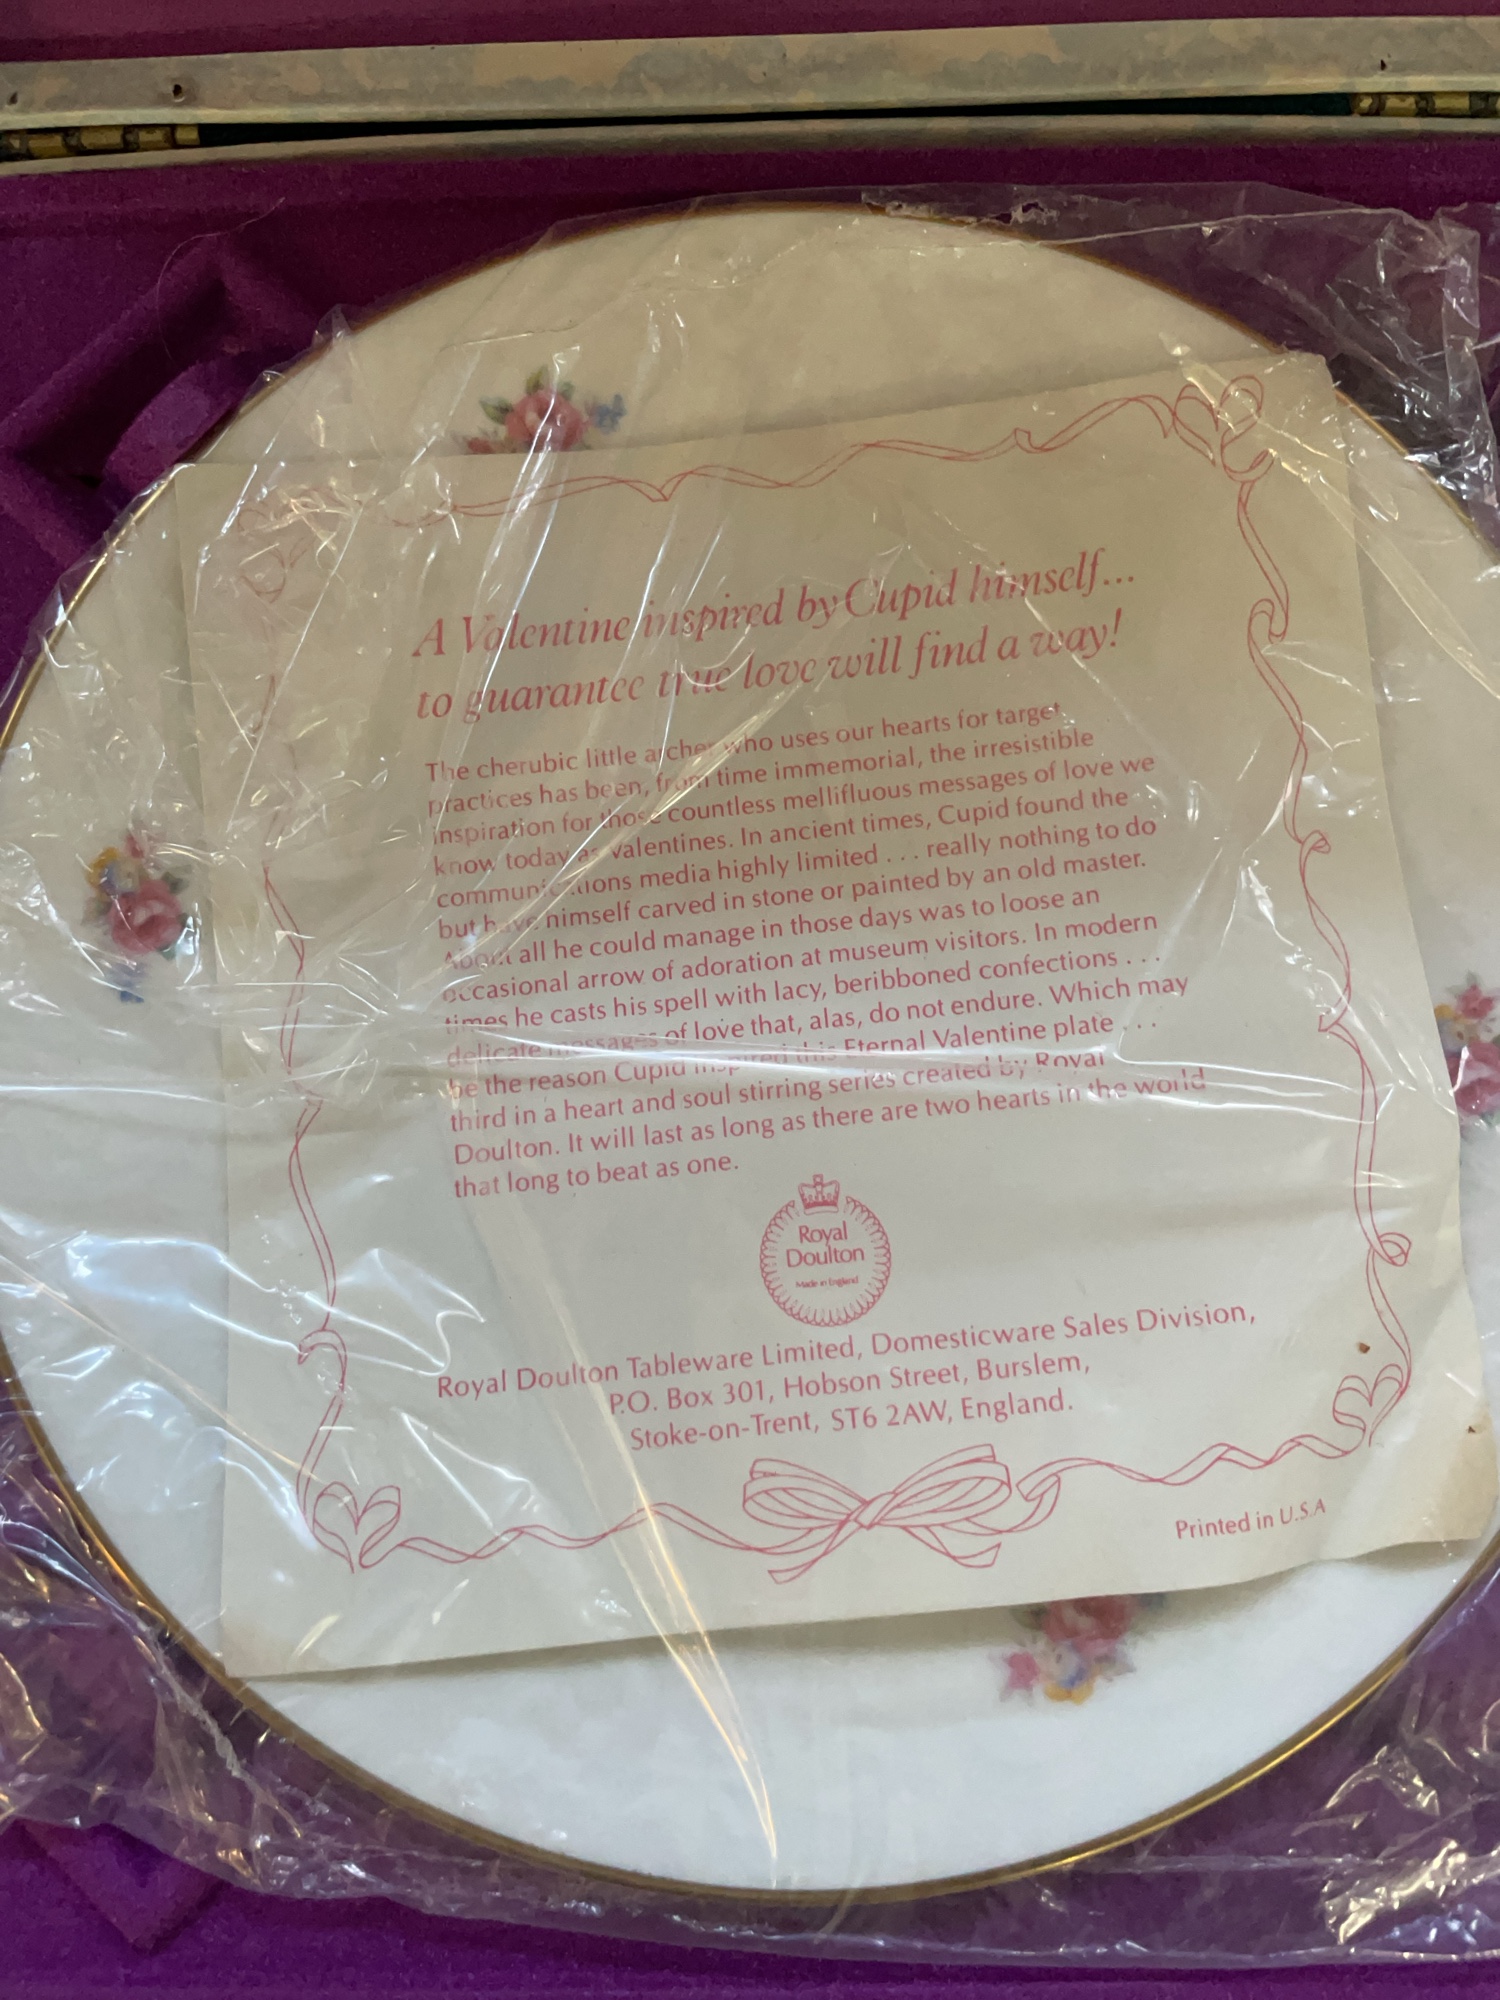 A Valentine inspired by Cupid himself...
to guarantee true love will find a way!
The cherubic little archer who uses our hearts for target
practices has been, from time immemorial, the irresistible
inspiration for those countless mellifluous messages of love we
know today as valentines. In ancient times, Cupid found the
communications media highly limited . . . really nothing to do
but have himself carved in stone or painted by an old master.
About all he could manage in those days was to loose an
occasional arrow of adoration at museum visitors. In modern
times he casts his spell with lacy, beribboned confections . . .
delicate messages of love that, alas, do not endure. Which may
be the reason Cupid inspired this Eternal Valentine plate . . .
third in a heart and soul stirring series created by Royal
Doulton. It will last as long as there are two hearts in the world
that long to beat as one.
Royal
Doulton
Made in England
Royal Doulton Tableware Limited, Domesticware Sales Division,
P.O. Box 301, Hobson Street, Burslem,
Stoke-on-Trent, ST6 2AW, England.
Printed in U.S.A